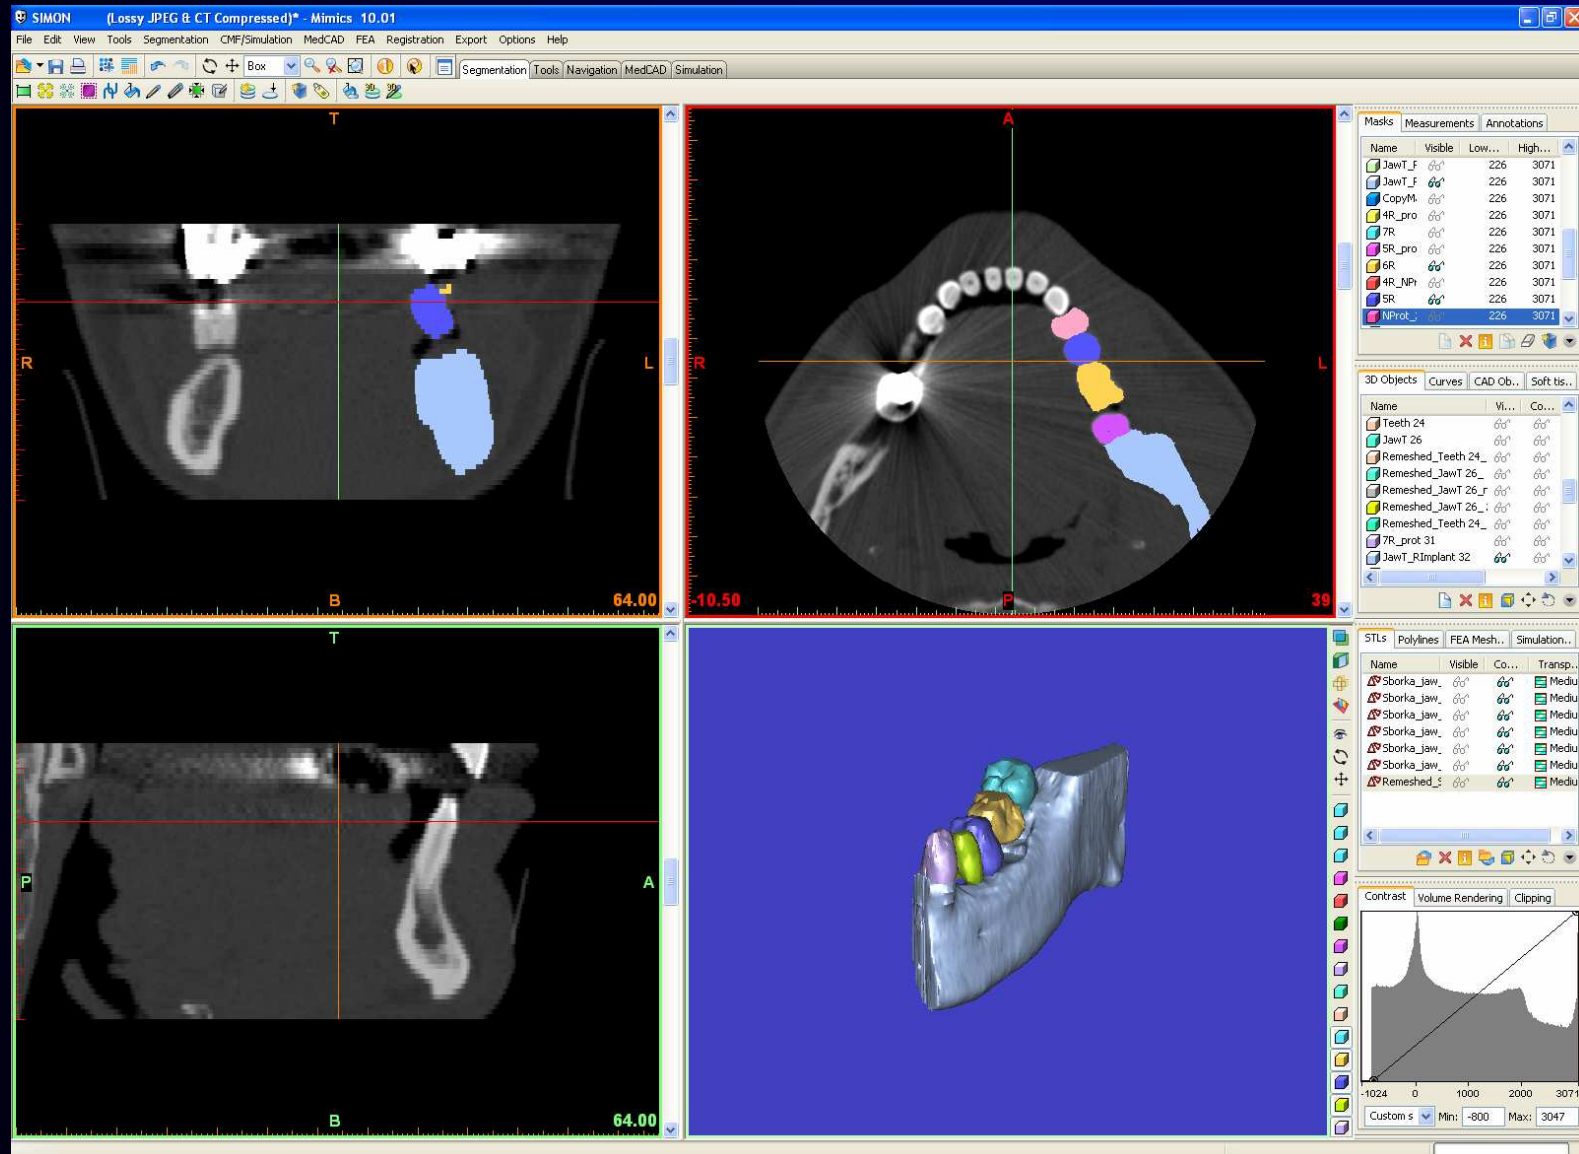 SIMON (Lossy JPEG & CT Compressed)* - Mimics 10.01
File Edit View Tools Segmentation CMF/Simulation MedCAD FEA Registration Export Options Help
Box Segmentation Tools Navigation MedCAD Simulation
T
R
L
B
64.00
A
R
L
-10.50
P
39
Masks Measurements Annotations
Name Visible Low... High...
JawT_F 226 3071
JawT_F 226 3071
CopyM 226 3071
4R_pro 226 3071
7R 226 3071
5R_pro 226 3071
6R 226 3071
4R_NPr 226 3071
5R 226 3071
NProt_ 226 3071
3D Objects Curves CAD Ob.. Soft tis..
Name Vi... Co...
Teeth 24
JawT 26
Remeshed_Teeth 24_
Remeshed_JawT 26_
Remeshed_JawT 26_r
Remeshed_JawT 26_
Remeshed_Teeth 24_
7R_prot 31
JawT_RImplant 32
T
P
A
B
64.00
STLs Polylines FEA Mesh.. Simulation..
Name Visible Co... Transp..
Sborka_jaw_ Mediu
Sborka_jaw_ Mediu
Sborka_jaw_ Mediu
Sborka_jaw_ Mediu
Sborka_jaw_ Mediu
Sborka_jaw_ Mediu
Remeshed_S Mediu
Contrast Volume Rendering Clipping
-1024 0 1000 2000 3071
Custom s Min: -800 Max: 3047